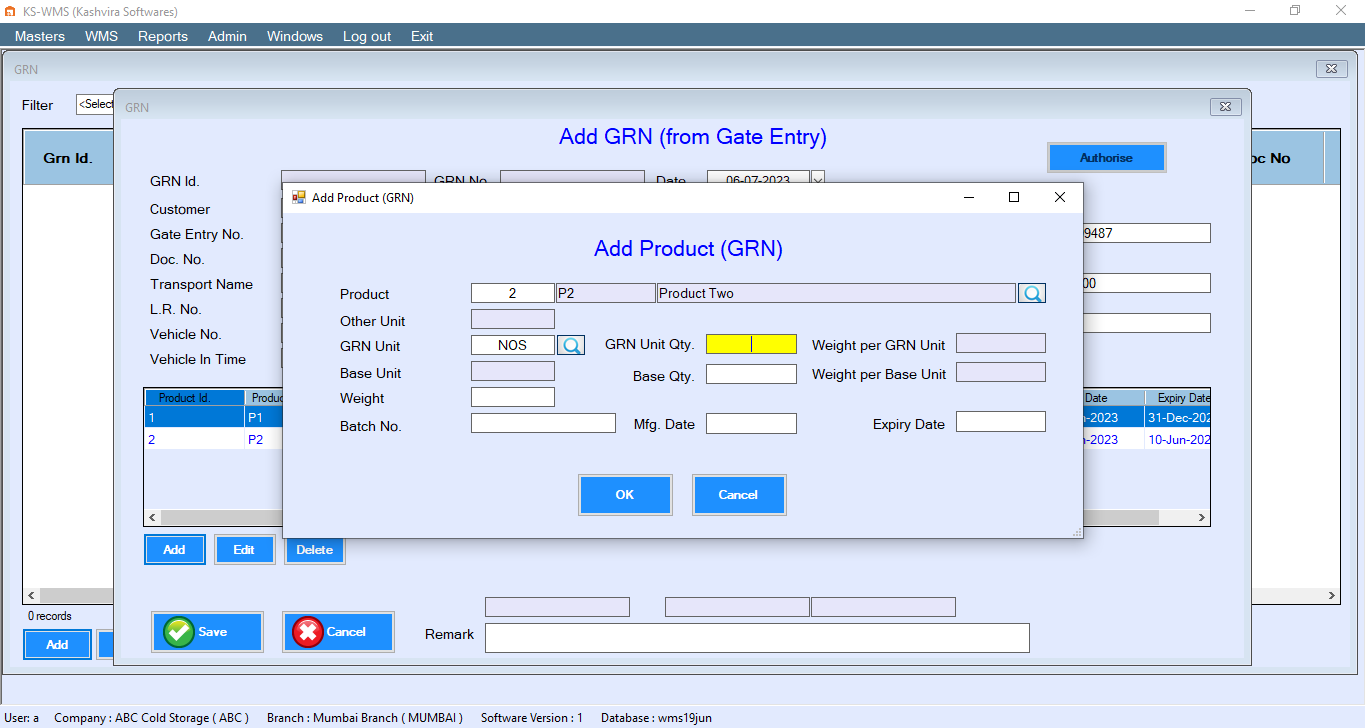 KS-WMS (Kashvira Softwares)
Masters WMS Reports Admin Windows Log out Exit
GRN
Filter <Select
GRN
Add GRN (from Gate Entry)
Authorise
Grn Id.
oc No
GRN Id. GRN No Date 06-07-2023
Customer
Gate Entry No. 9487
Doc. No.
Transport Name 00
L.R. No.
Vehicle No.
Vehicle In Time
Add Product (GRN)
Add Product (GRN)
Product 2 P2 Product Two
Other Unit
GRN Unit NOS GRN Unit Qty. Weight per GRN Unit
Base Unit Base Qty. Weight per Base Unit
Weight
Batch No. Mfg. Date Expiry Date
OK Cancel
Product Id. Produc Date Expiry Date
1 P1 -2023 31-Dec-202
2 P2 -2023 10-Jun-202
Add Edit Delete
0 records
Save Cancel Remark
Add
User: a Company : ABC Cold Storage ( ABC ) Branch : Mumbai Branch ( MUMBAI ) Software Version : 1 Database : wms19jun